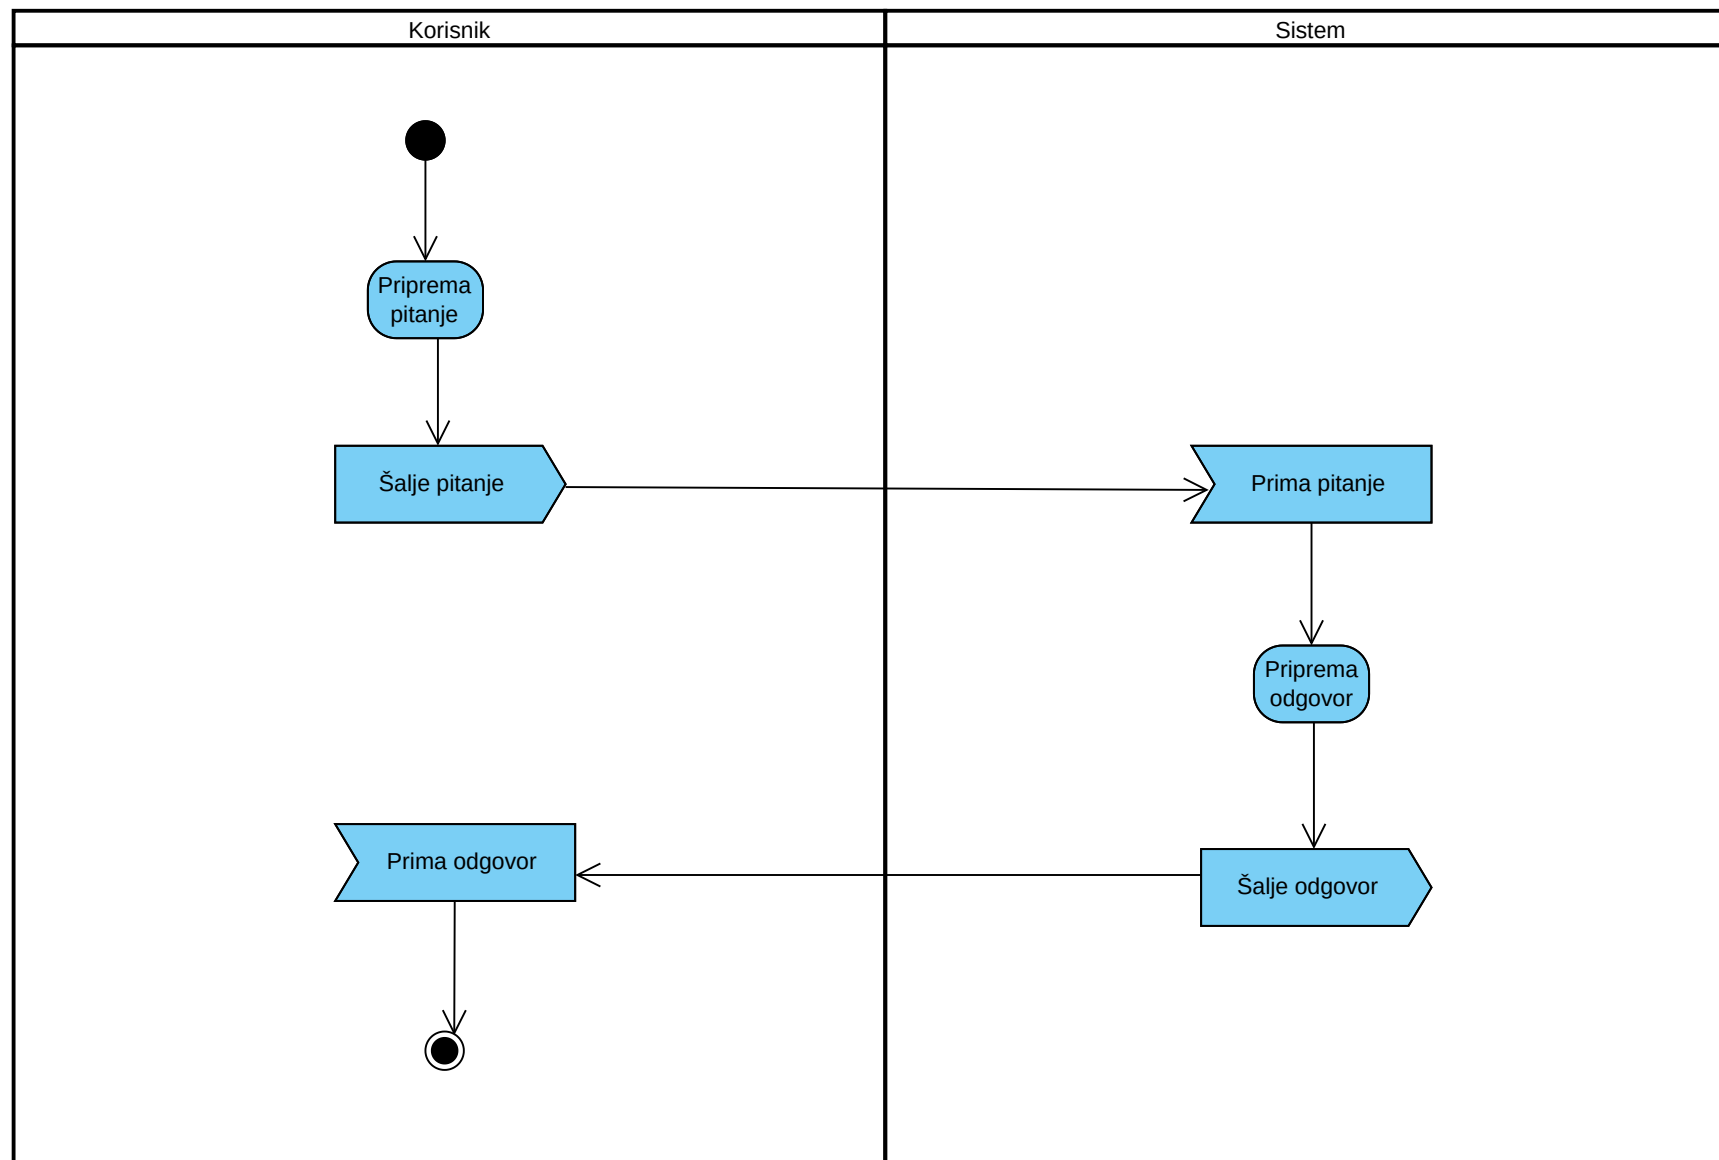 Korisnik
Sistem
Priprema
pitanje
Šalje pitanje
Prima pitanje
Priprema
odgovor
Prima odgovor
Šalje odgovor